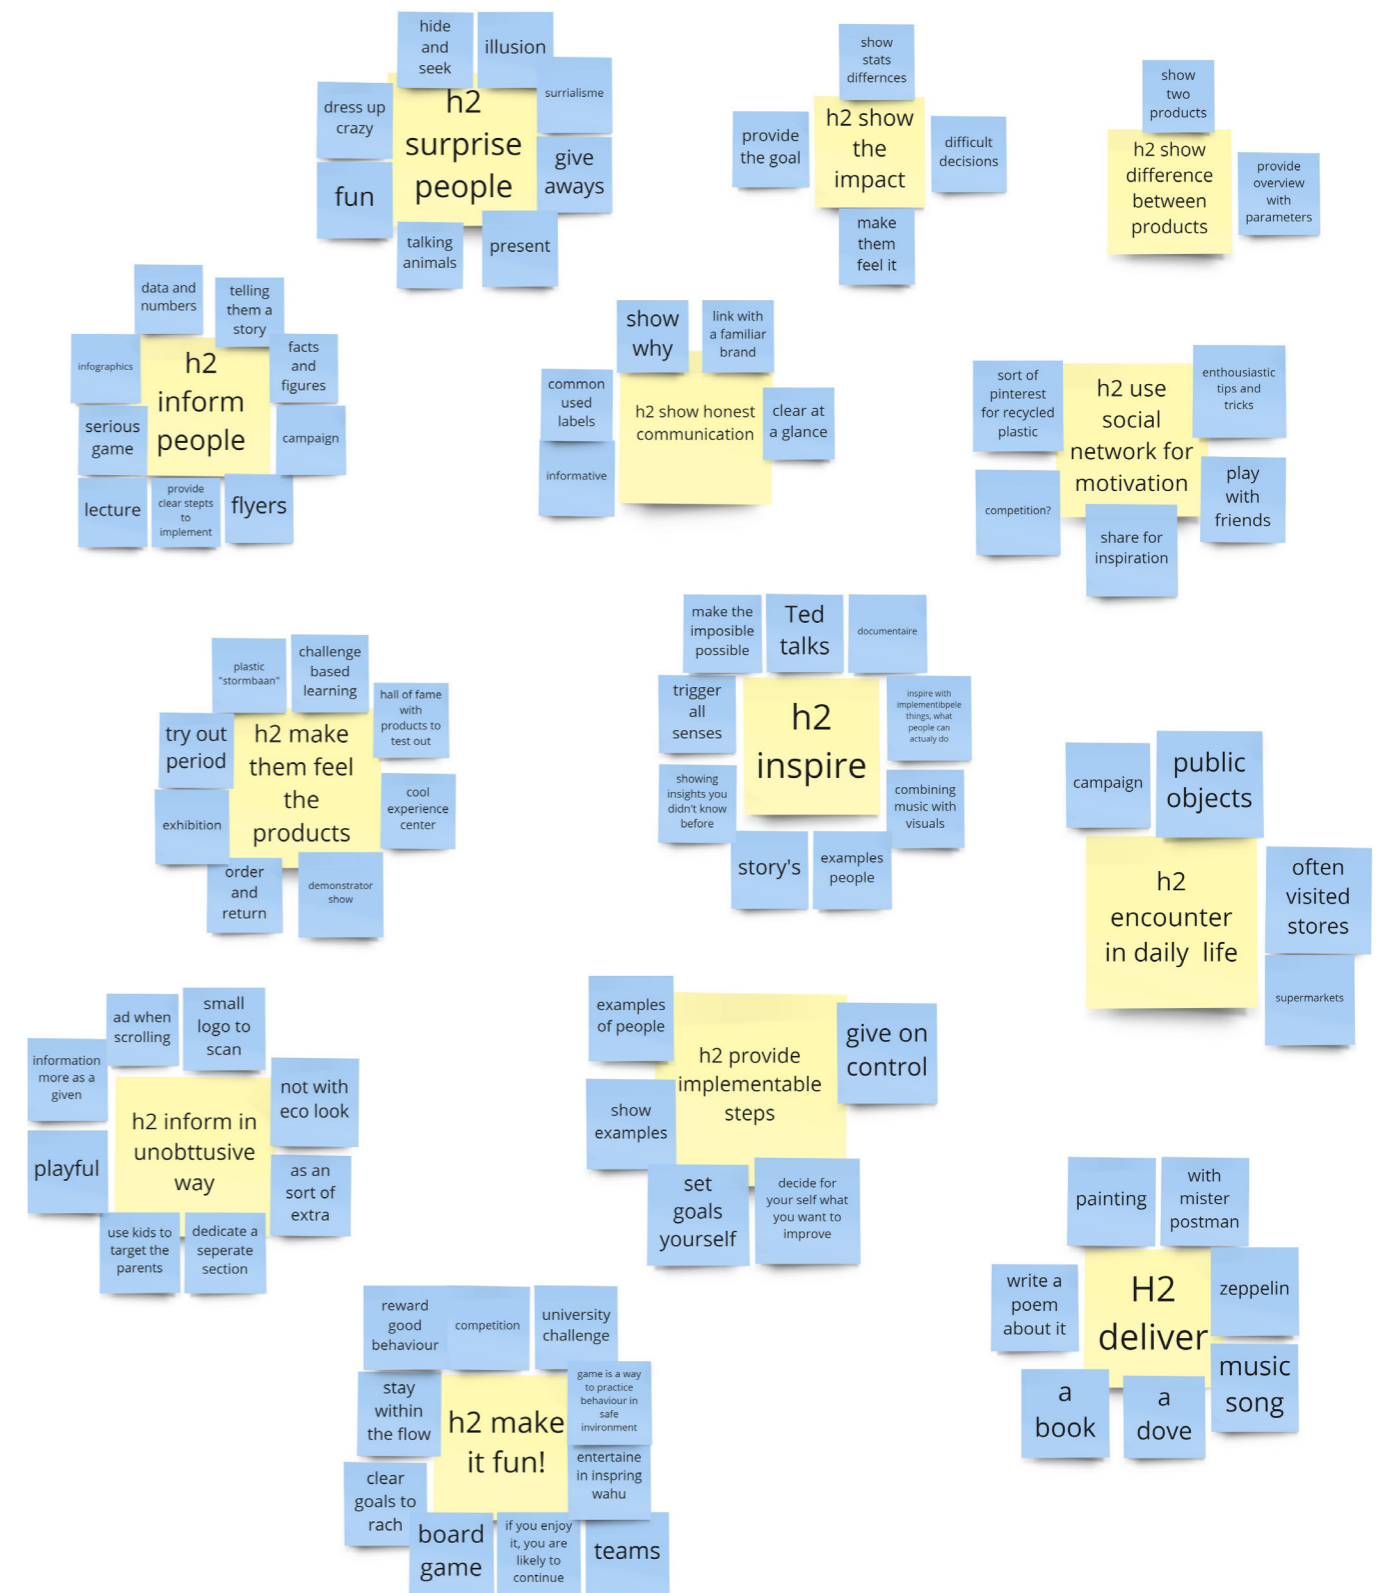 hide
and
seek
illusion
surrialisme
dress up
crazy
h2
surprise
people
give
aways
fun
talking
animals
present
show
stats
differnces
provide
the goal
h2 show
the
impact
difficult
decisions
make
them
feel it
show
two
products
h2 show
difference
between
products
provide
overview
with
parameters
data and
numbers
telling
them a
story
infographics
h2
inform
people
facts
and
figures
serious
game
campaign
lecture
provide
clear stepts
to
implement
flyers
show
why
link with
a familiar
brand
common
used
labels
h2 show honest
communication
clear at
a glance
informative
sort of
pinterest
for recycled
plastic
h2 use
social
network for
motivation
enthousiastic
tips and
tricks
competition?
share for
inspiration
play
with
friends
plastic
"stormbaan"
challenge
based
learning
hall of fame
with
products to
test out
try out
period
h2 make
them feel
the
products
cool
experience
center
exhibition
order
and
return
demonstrator
show
make the
imposible
possible
Ted
talks
documentaire
trigger
all
senses
h2
inspire
inspire with
implementibpele
things, what
people can
actualy do
showing
insights you
didn't know
before
combining
music with
visuals
story's
examples
people
campaign
public
objects
h2
encounter
in daily life
often
visited
stores
supermarkets
ad when
scrolling
small
logo to
scan
information
more as a
given
not with
eco look
h2 inform in
unobttusive
way
playful
as an
sort of
extra
use kids to
target the
parents
dedicate a
seperate
section
examples
of people
h2 provide
implementable
steps
give on
control
show
examples
set
goals
yourself
decide for
your self what
you want to
improve
painting
with
mister
postman
write a
poem
about it
H2
deliver
zeppelin
music
song
a
book
a
dove
reward
good
behaviour
competition
university
challenge
stay
within
the flow
h2 make
it fun!
game is a way
to practice
behaviour in
safe
invironment
entertaine
in inspring
wahu
clear
goals to
rach
board
game
if you enjoy
it, you are
likely to
continue
teams